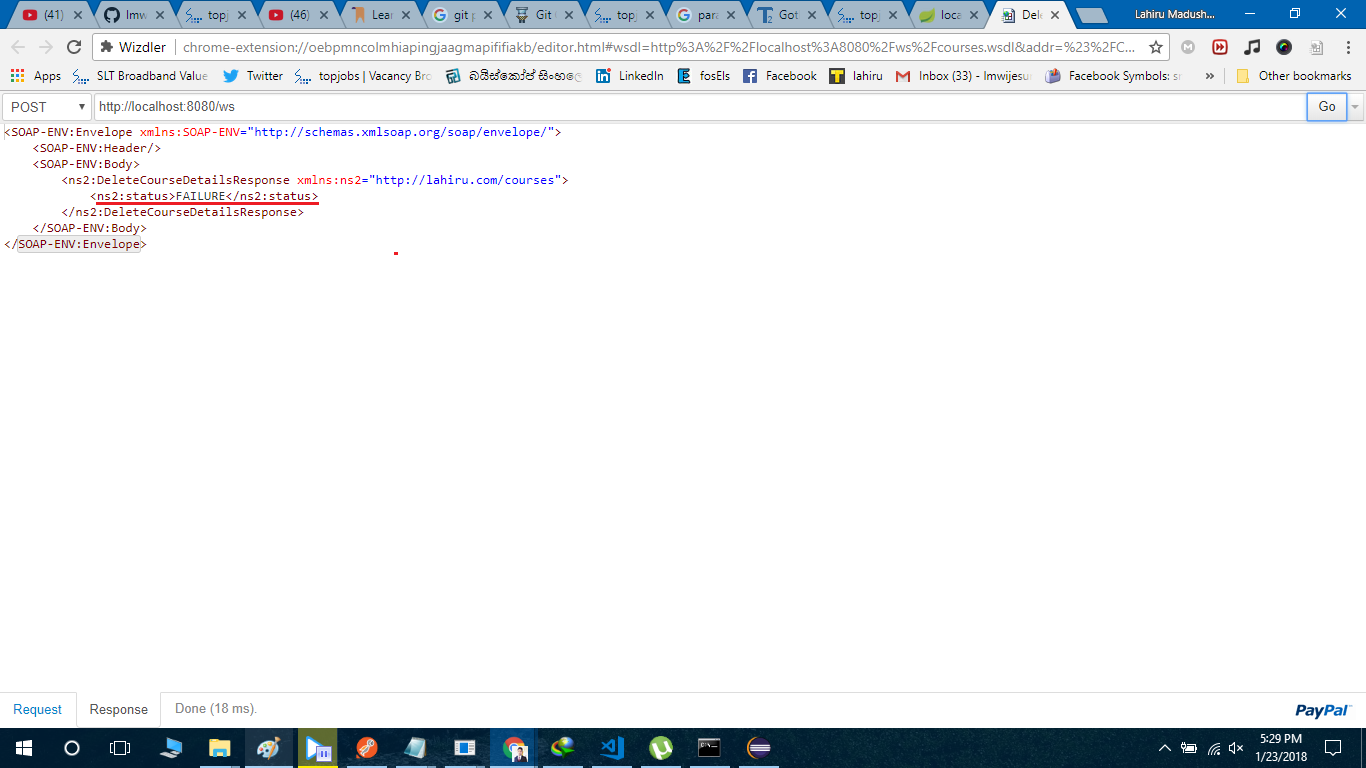 (41)
Imw
topj
(46)
Lear
git p
Git
topj
para
Got
topj
loca
Dele
Lahiru Madush...
Wizdler
chrome-extension://oebpmncolmhiapingjaagmapififiakb/editor.html#wsdl=http%3A%2F%2Flocalhost%3A8080%2Fws%2Fcourses.wsdl&addr=%23%2FC...
Apps
SLT Broadband Value
Twitter
topjobs | Vacancy Bro
බයිස්කෝප් සිංහලෙ
LinkedIn
fosEls
Facebook
lahiru
Inbox (33) - Imwijesu
Facebook Symbols: sr
»
Other bookmarks
POST
http://localhost:8080/ws
Go
<SOAP-ENV:Envelope xmlns:SOAP-ENV="http://schemas.xmlsoap.org/soap/envelope/">
<SOAP-ENV:Header/>
<SOAP-ENV:Body>
<ns2:DeleteCourseDetailsResponse xmlns:ns2="http://lahiru.com/courses">
<ns2:status>FAILURE</ns2:status>
</ns2:DeleteCourseDetailsResponse>
</SOAP-ENV:Body>
</SOAP-ENV:Envelope>
Request
Response
Done (18 ms).
PayPal
5:29 PM
1/23/2018